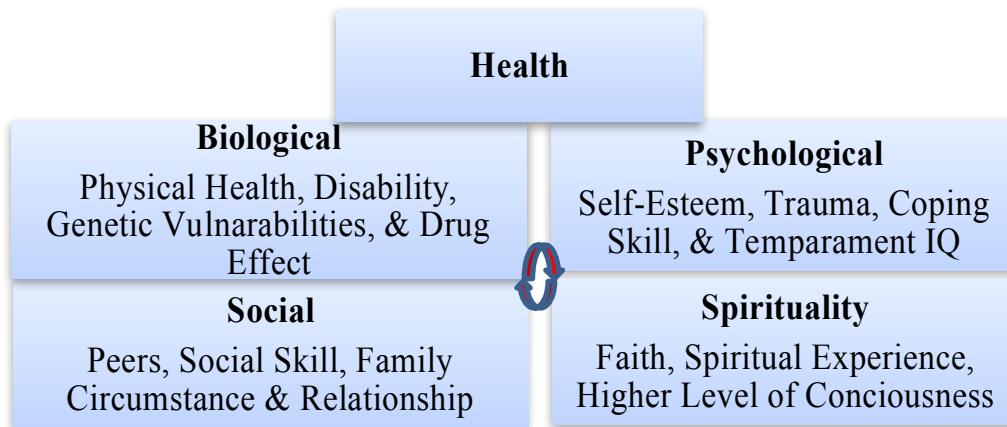 Health
Biological
Physical Health, Disability,
Genetic Vulnarabilities, & Drug
Effect
Psychological
Self-Esteem, Trauma, Coping
Skill, & Temparament IQ
Social
Peers, Social Skill, Family
Circumstance & Relationship
Spirituality
Faith, Spiritual Experience,
Higher Level of Conciousness